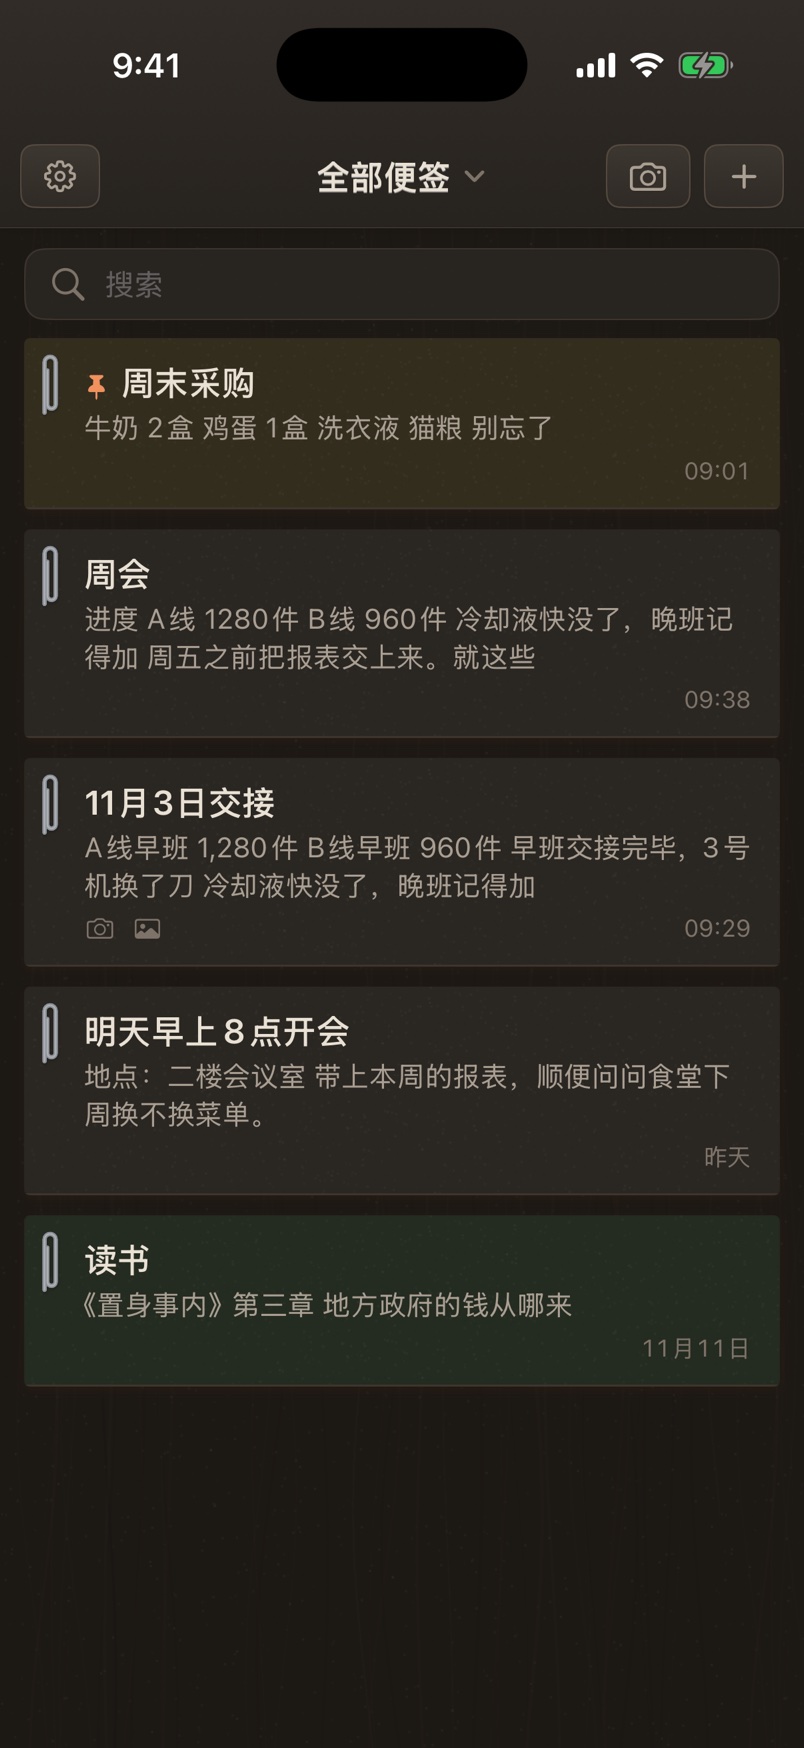 9:41
全部便签
搜索
周末采购
牛奶 2盒 鸡蛋 1盒 洗衣液 猫粮 别忘了
09:01
周会
进度 A线 1280件 B线 960件 冷却液快没了，晚班记
得加 周五之前把报表交上来。就这些
09:38
11月3日交接
A线早班 1,280件 B线早班 960件 早班交接完毕，3号
机换了刀 冷却液快没了，晚班记得加
09:29
明天早上8点开会
地点：二楼会议室 带上本周的报表，顺便问问食堂下
周换不换菜单。
昨天
读书
《置身事内》第三章 地方政府的钱从哪来
11月11日